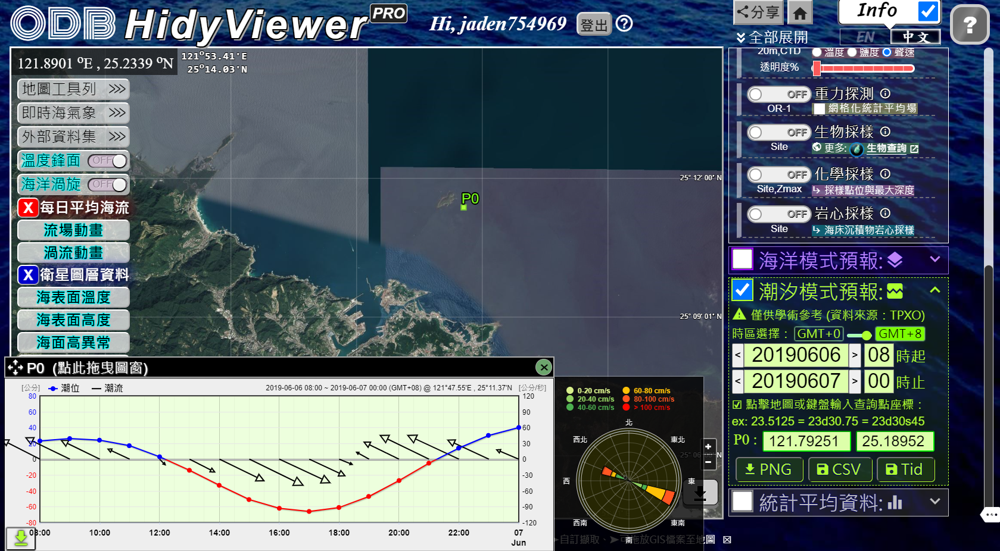 ODB HidyViewer PRO
Hi, jaden754969 登出 ?
分享
Info
?
全部展開
EN 中文
121.8901 ºE , 25.2339 ºN
121º53.41'E
25º14.03'N
地圖工具列 >>>
即時海氣象 >>>
外部資料集 >>>
溫度鋒面 OFF
海洋渦旋 OFF
X 每日平均海流
流場動畫
渦流動畫
X 衛星圖層資料
海表面溫度
海表面高度
海面高異常
P0
25° 12' 00" N
25° 09' 01" N
25° 06' 00" N
20m,CTD 溫度 鹽度 聲速
透明度%
OFF 重力探測
OR-1 網格化統計平均場
OFF 生物採樣
Site 更多: 生物查詢
OFF 化學採樣
Site,Zmax ↳ 採樣點位與最大深度
OFF 岩心採樣
Site ↳ 海床沉積物岩心採樣
海洋模式預報:
潮汐模式預報:
僅供學術參考 (資料來源：TPXO)
時區選擇： GMT+0 GMT+8
< 20190606 > 08 時起
< 20190607 > 00 時止
☑ 點擊地圖或鍵盤輸入查詢點座標：
ex: 23.5125 = 23d30.75 = 23d30s45
P0 : 121.79251 25.18952
PNG CSV Tid
統計平均資料:
P0 (點此拖曳圖窗)
[公分] 潮位 潮流 2019-06-06 08:00 ~ 2019-06-07 00:00 (GMT+08) @ 121°47.55'E , 25°11.37'N [公分/秒]
80 120
60 90
40 60
20 30
0 0
-20 -30
-40 -60
-60 -90
-80 -120
08:00 10:00 12:00 14:00 16:00 18:00 20:00 22:00 07
Jun
0-20 cm/s 60-80 cm/s
20-40 cm/s 80-100 cm/s
40-60 cm/s > 100 cm/s
北
西北 東北
西 東
西南 東南
南
+
−
自訂擷取、➤可拖放GIS檔案至地圖 ☒